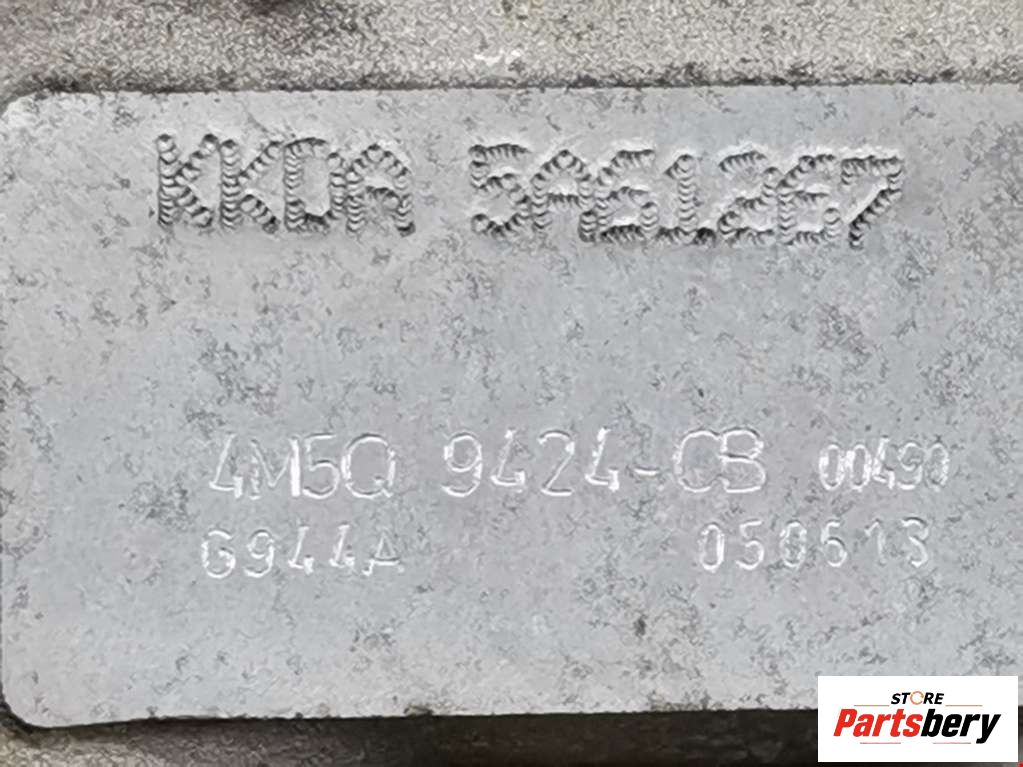 KKDA 5A61267
4M5Q 9424-CB 00490
G944A 050613
STORE
Partsbery